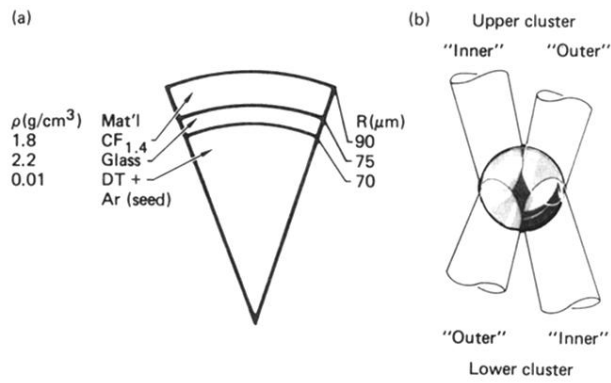 (a)
ρ(g/cm³) Mat'l R(μm)
1.8 CF1.4 90
2.2 Glass 75
0.01 DT + 70
Ar (seed)
(b)
Upper cluster
"Inner" "Outer"
"Outer" "Inner"
Lower cluster